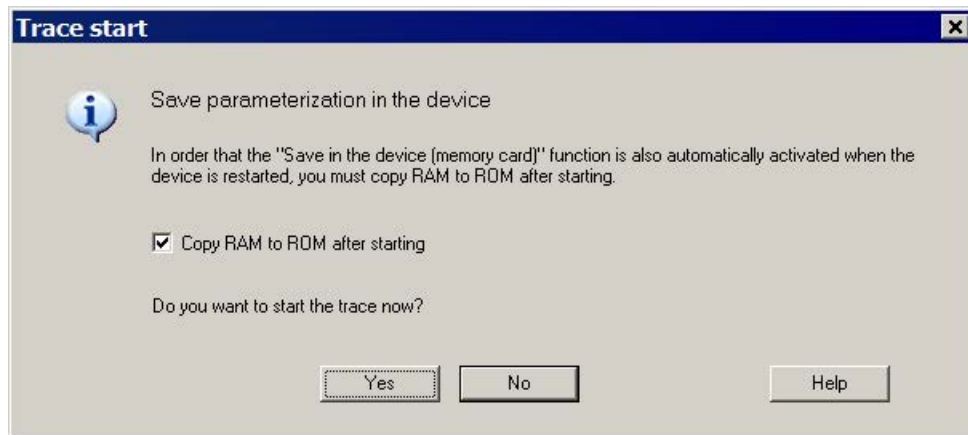 Trace start
Save parameterization in the device
In order that the "Save in the device (memory card)" function is also automatically activated when the
device is restarted, you must copy RAM to ROM after starting.
Copy RAM to ROM after starting
Do you want to start the trace now?
Yes
No
Help